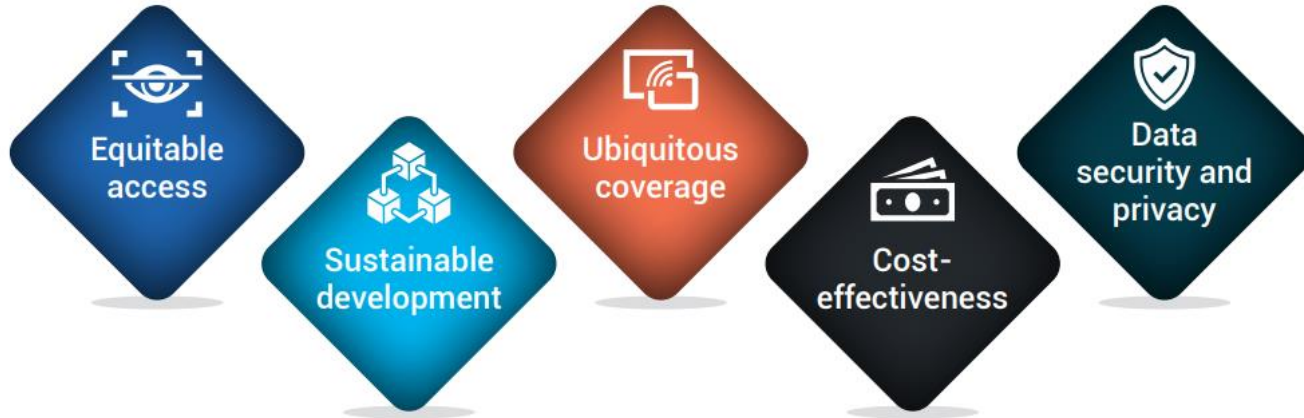 Equitable
access
Sustainable
development
Ubiquitous
coverage
Cost-
effectiveness
Data
security and
privacy